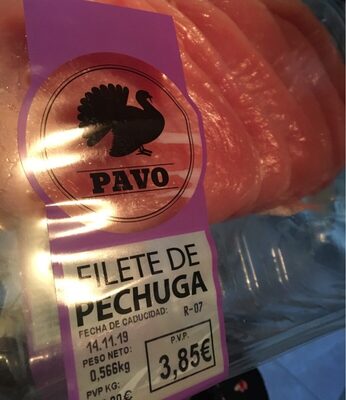 PAVO
FILETE DE
PECHUGA
FECHA DE CADUCIDAD: R-07
14.11.19
PESO NETO:
0.566kg
P.V.P.
3,85€
PVP KG: